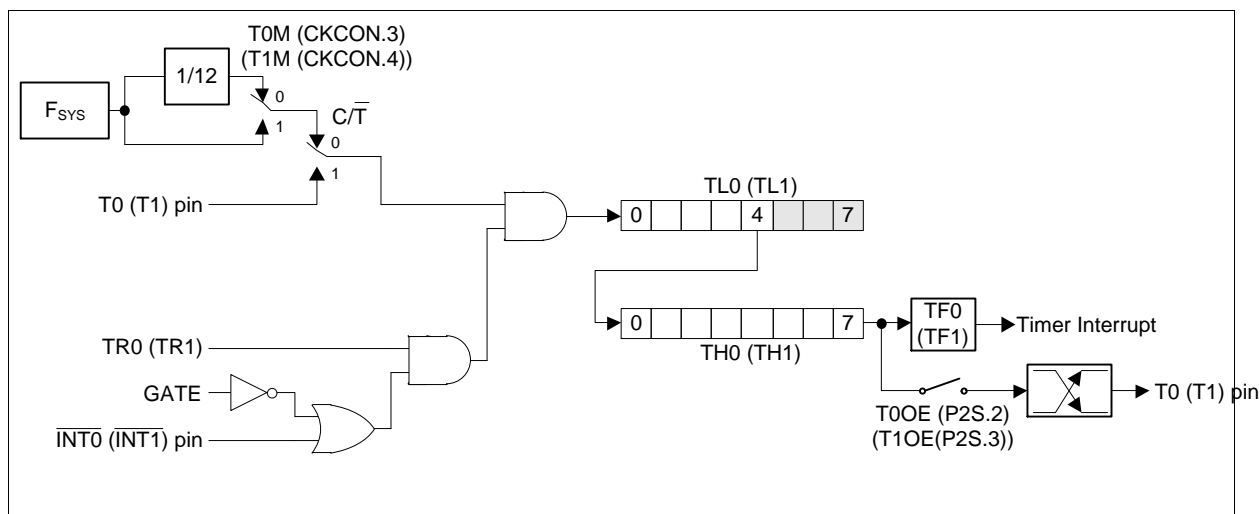 T0M (CKCON.3)
(T1M (CKCON.4))
1/12
FSYS
0
1
C/T
0
1
T0 (T1) pin
TL0 (TL1)
0 4 7
0 7
TH0 (TH1)
TF0
(TF1)
Timer Interrupt
TR0 (TR1)
GATE
INT0 (INT1) pin
T0OE (P2S.2)
(T1OE(P2S.3))
T0 (T1) pin